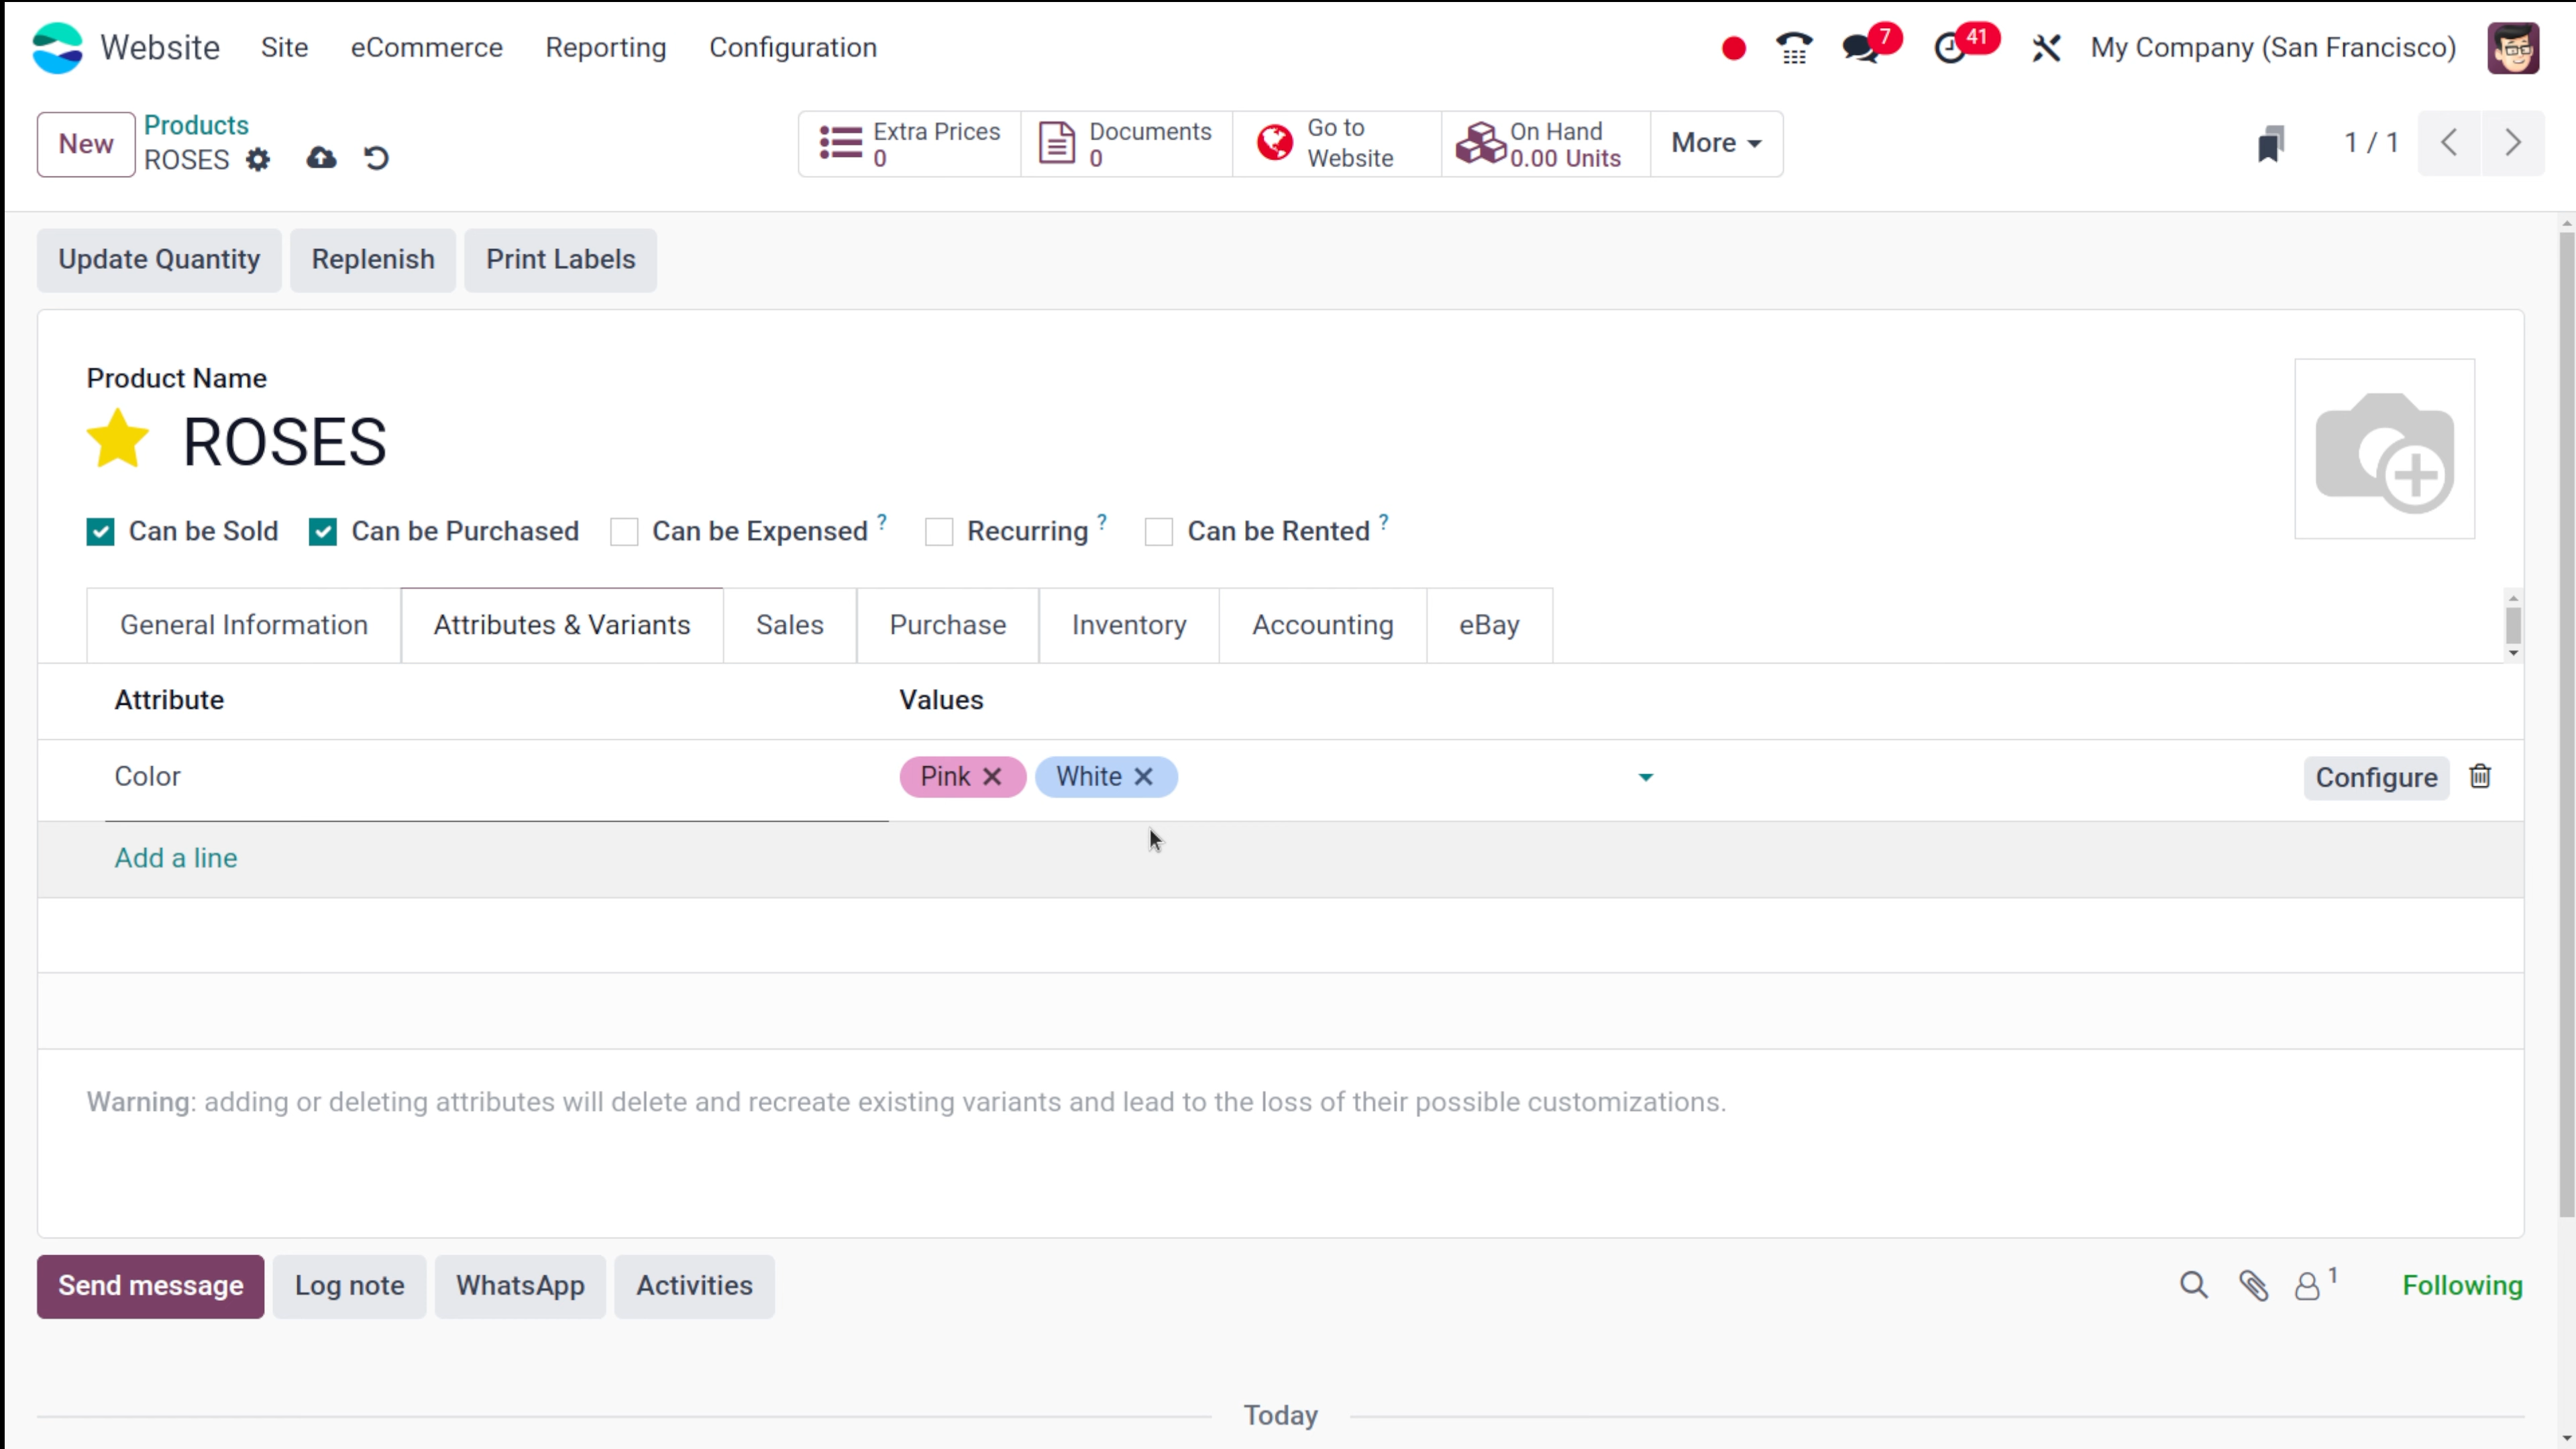 Website Site eCommerce Reporting Configuration 7 41 My Company (San Francisco)
New Products
ROSES
Extra Prices
0
Documents
0
Go to
Website
On Hand
0.00 Units
More
1 / 1
Update Quantity Replenish Print Labels
Product Name
ROSES
Can be Sold Can be Purchased Can be Expensed ? Recurring ? Can be Rented ?
General Information Attributes & Variants Sales Purchase Inventory Accounting eBay
Attribute Values
Color Pink White Configure
Add a line
Warning: adding or deleting attributes will delete and recreate existing variants and lead to the loss of their possible customizations.
Send message Log note WhatsApp Activities 1 Following
Today